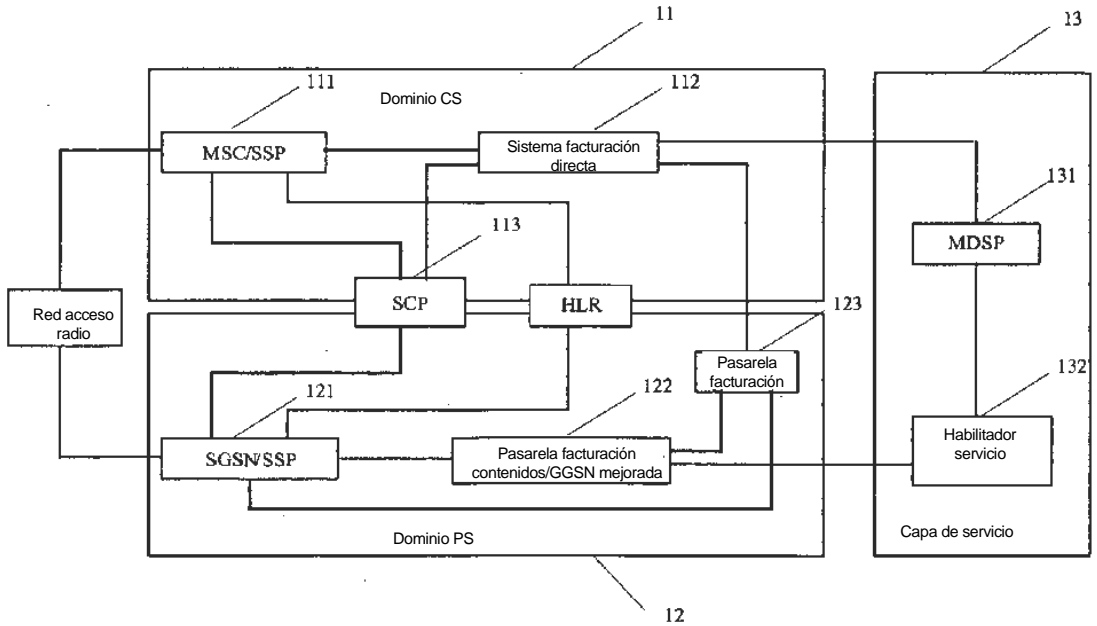 11
13
111
Dominio CS
112
MSC/SSP
Sistema facturación
directa
131
MDSP
113
SCP
HLR
123
Red acceso
radio
Pasarela
facturación
132
121
122
Habilitador
servicio
SGSN/SSP
Pasarela facturación
contenidos/GGSN mejorada
Dominio PS
Capa de servicio
12